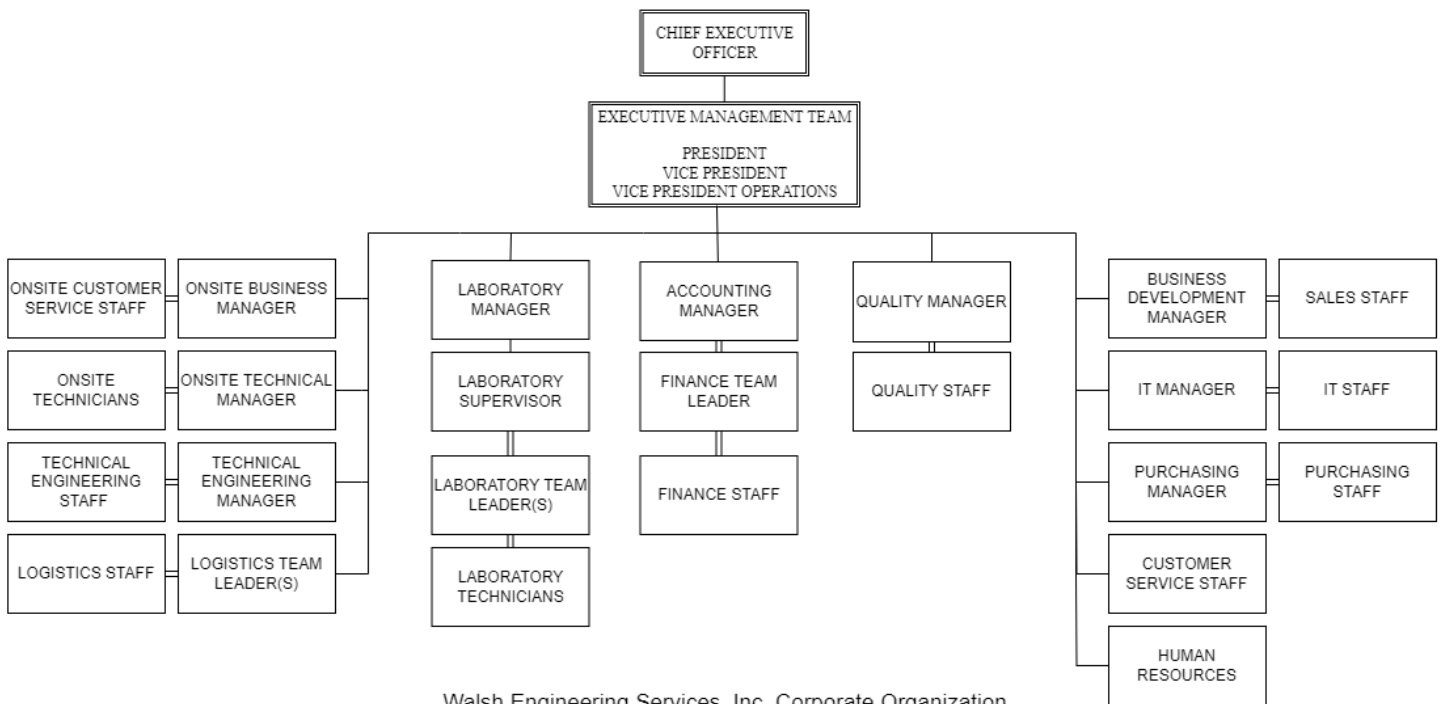 CHIEF EXECUTIVE
OFFICER
EXECUTIVE MANAGEMENT TEAM
PRESIDENT
VICE PRESIDENT
VICE PRESIDENT OPERATIONS
ONSITE CUSTOMER
SERVICE STAFF
ONSITE BUSINESS
MANAGER
ONSITE
TECHNICIANS
ONSITE TECHNICAL
MANAGER
TECHNICAL
ENGINEERING
STAFF
TECHNICAL
ENGINEERING
MANAGER
LOGISTICS STAFF
LOGISTICS TEAM
LEADER(S)
LABORATORY
MANAGER
LABORATORY
SUPERVISOR
LABORATORY TEAM
LEADER(S)
LABORATORY
TECHNICIANS
ACCOUNTING
MANAGER
FINANCE TEAM
LEADER
FINANCE STAFF
QUALITY MANAGER
QUALITY STAFF
BUSINESS
DEVELOPMENT
MANAGER
SALES STAFF
IT MANAGER
IT STAFF
PURCHASING
MANAGER
PURCHASING
STAFF
CUSTOMER
SERVICE STAFF
HUMAN
RESOURCES
Walsh Engineering Services, Inc. Corporate Organization